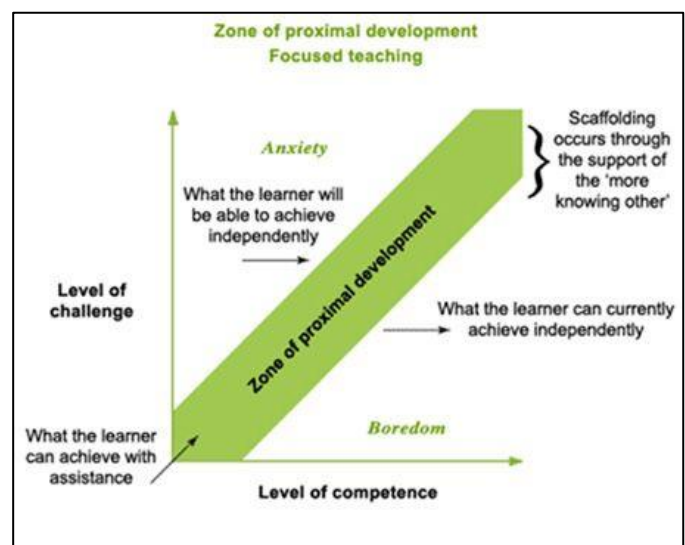 Zone of proximal development
Focused teaching
Anxiety
What the learner will
be able to achieve
independently
Scaffolding
occurs through
the support of
the ‘more
knowing other’
Level of
challenge
Zone of proximal development
What the learner can currently
achieve independently
What the learner
can achieve with
assistance
Boredom
Level of competence